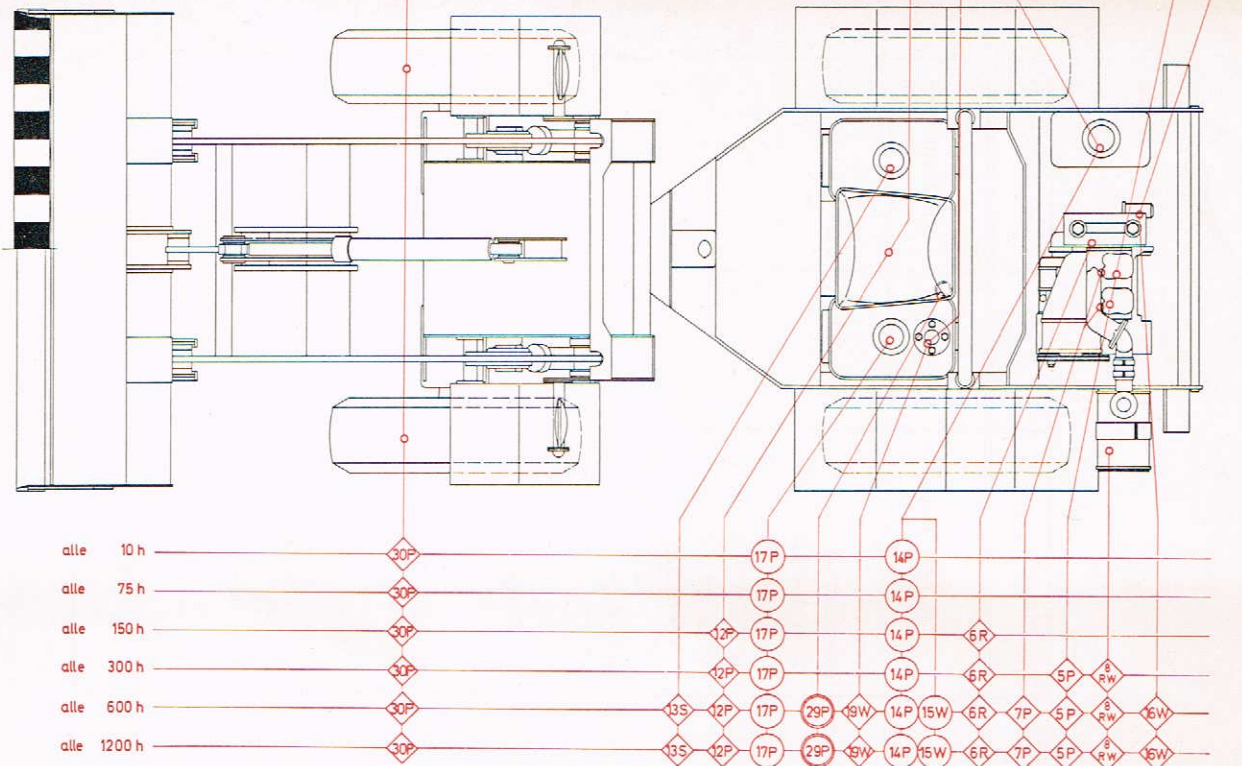 alle 10 h 30P 17P 14P
alle 75 h 30P 17P 14P
alle 150 h 30P 12P 17P 14P 6R
alle 300 h 30P 12P 17P 14P 6R 5P 8 RW
alle 600 h 30P 13S 12P 17P 29P 19W 14P 15W 6R 7P 5P 8 RW 16W
alle 1200 h 30P 13S 12P 17P 29P 19W 14P 15W 6R 7P 5P 8 RW 16W